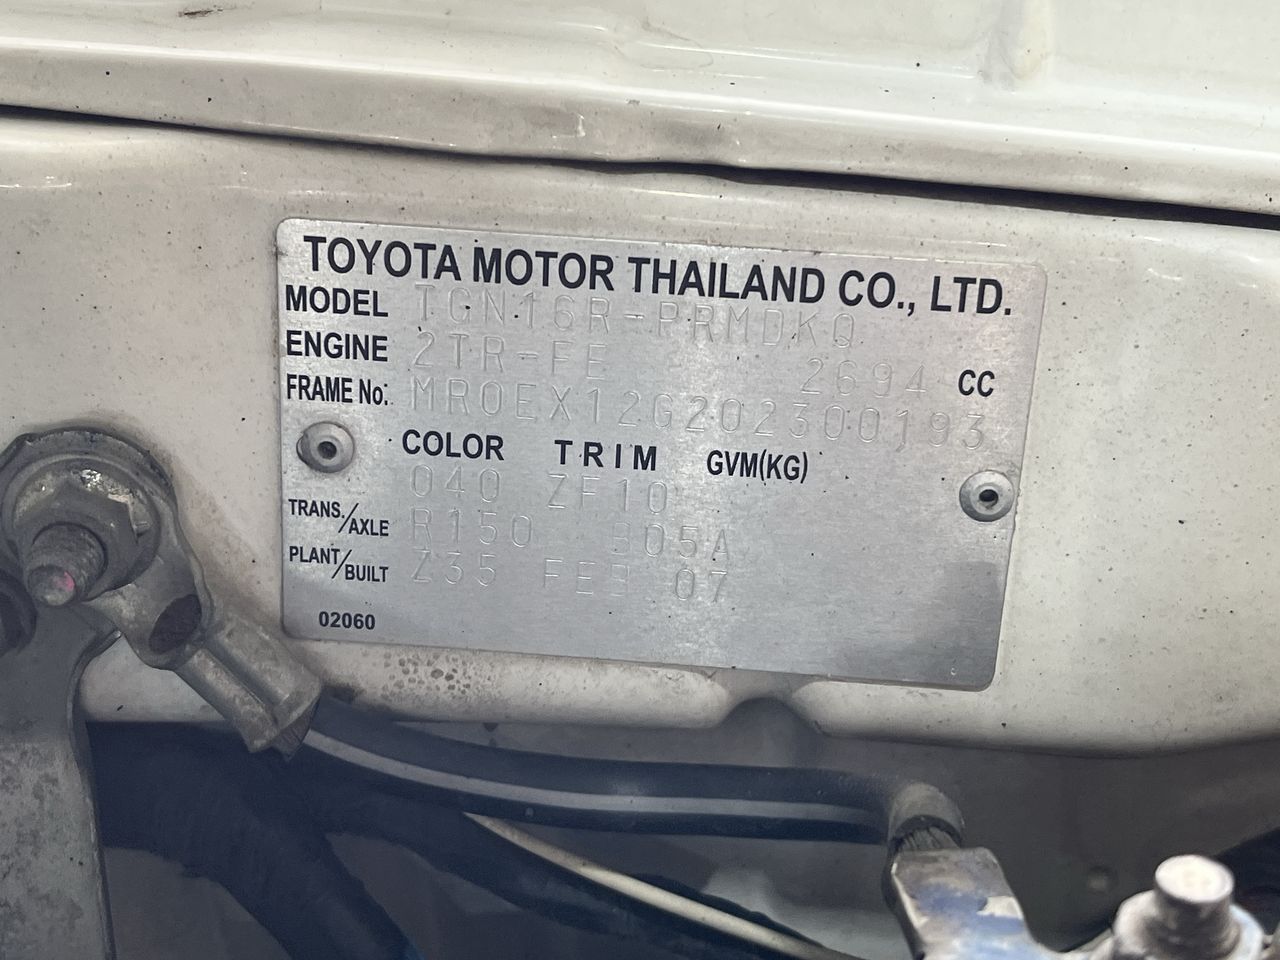 TOYOTA MOTOR THAILAND CO., LTD.
MODEL TGN16R-PRMDKQ
ENGINE 2TR-FE 2694 CC
FRAME No: MR0EX12G202300193
COLOR TRIM GVM(KG)
040 ZF10
TRANS./AXLE R150 B05A
PLANT/BUILT Z35 FEB 07
02060